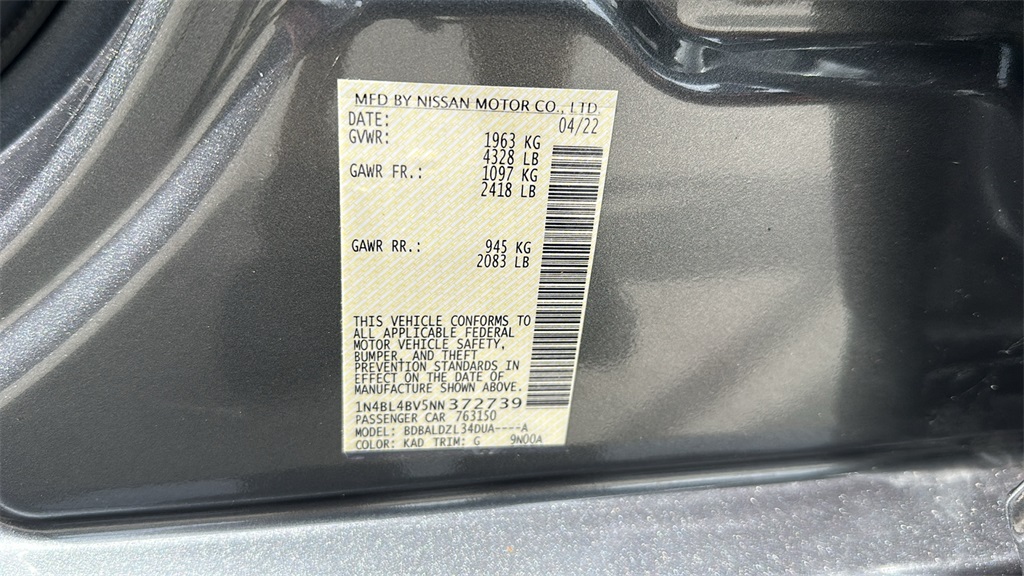 MFD BY NISSAN MOTOR CO., LTD.
DATE: 04/22
GVWR: 1963 KG
4328 LB
GAWR FR.: 1097 KG
2418 LB
GAWR RR.: 945 KG
2083 LB
THIS VEHICLE CONFORMS TO
ALL APPLICABLE FEDERAL
MOTOR VEHICLE SAFETY,
BUMPER, AND THEFT
PREVENTION STANDARDS IN
EFFECT ON THE DATE OF
MANUFACTURE SHOWN ABOVE.
1N4BL4BV5NN372739
PASSENGER CAR 763150
MODEL: BDBALDZL34DUA----A
COLOR: KAD TRIM: G 9N00A